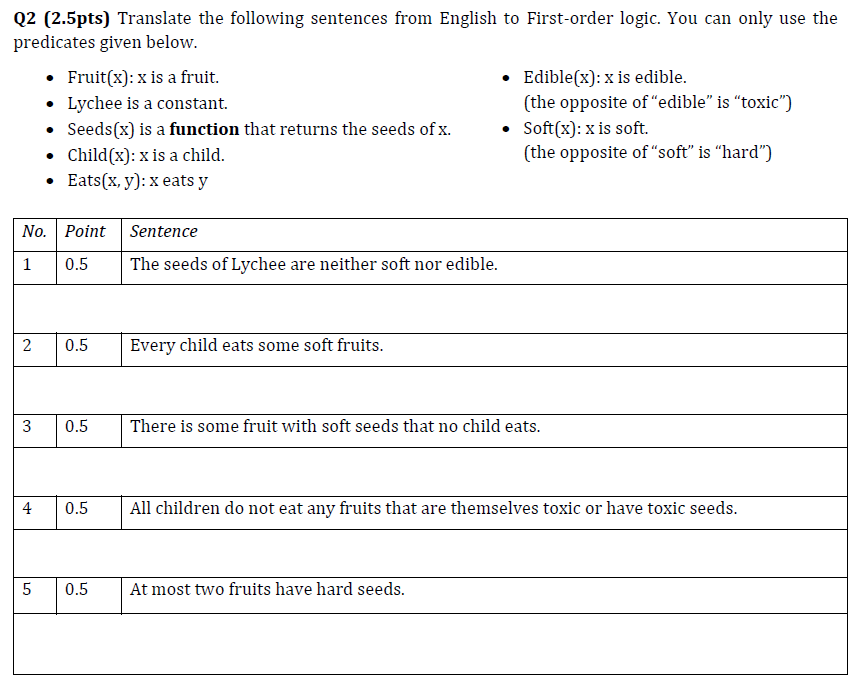 Q2 (2.5pts) Translate the following sentences from English to First-order logic. You can only use the
predicates given below.
• Fruit(x): x is a fruit.
• Lychee is a constant.
• Seeds(x) is a function that returns the seeds of x.
• Child(x): x is a child.
• Eats(x, y): x eats y
• Edible(x): x is edible.
(the opposite of “edible” is “toxic”)
• Soft(x): x is soft.
(the opposite of “soft” is “hard”)
No. Point Sentence
1 0.5 The seeds of Lychee are neither soft nor edible.
2 0.5 Every child eats some soft fruits.
3 0.5 There is some fruit with soft seeds that no child eats.
4 0.5 All children do not eat any fruits that are themselves toxic or have toxic seeds.
5 0.5 At most two fruits have hard seeds.